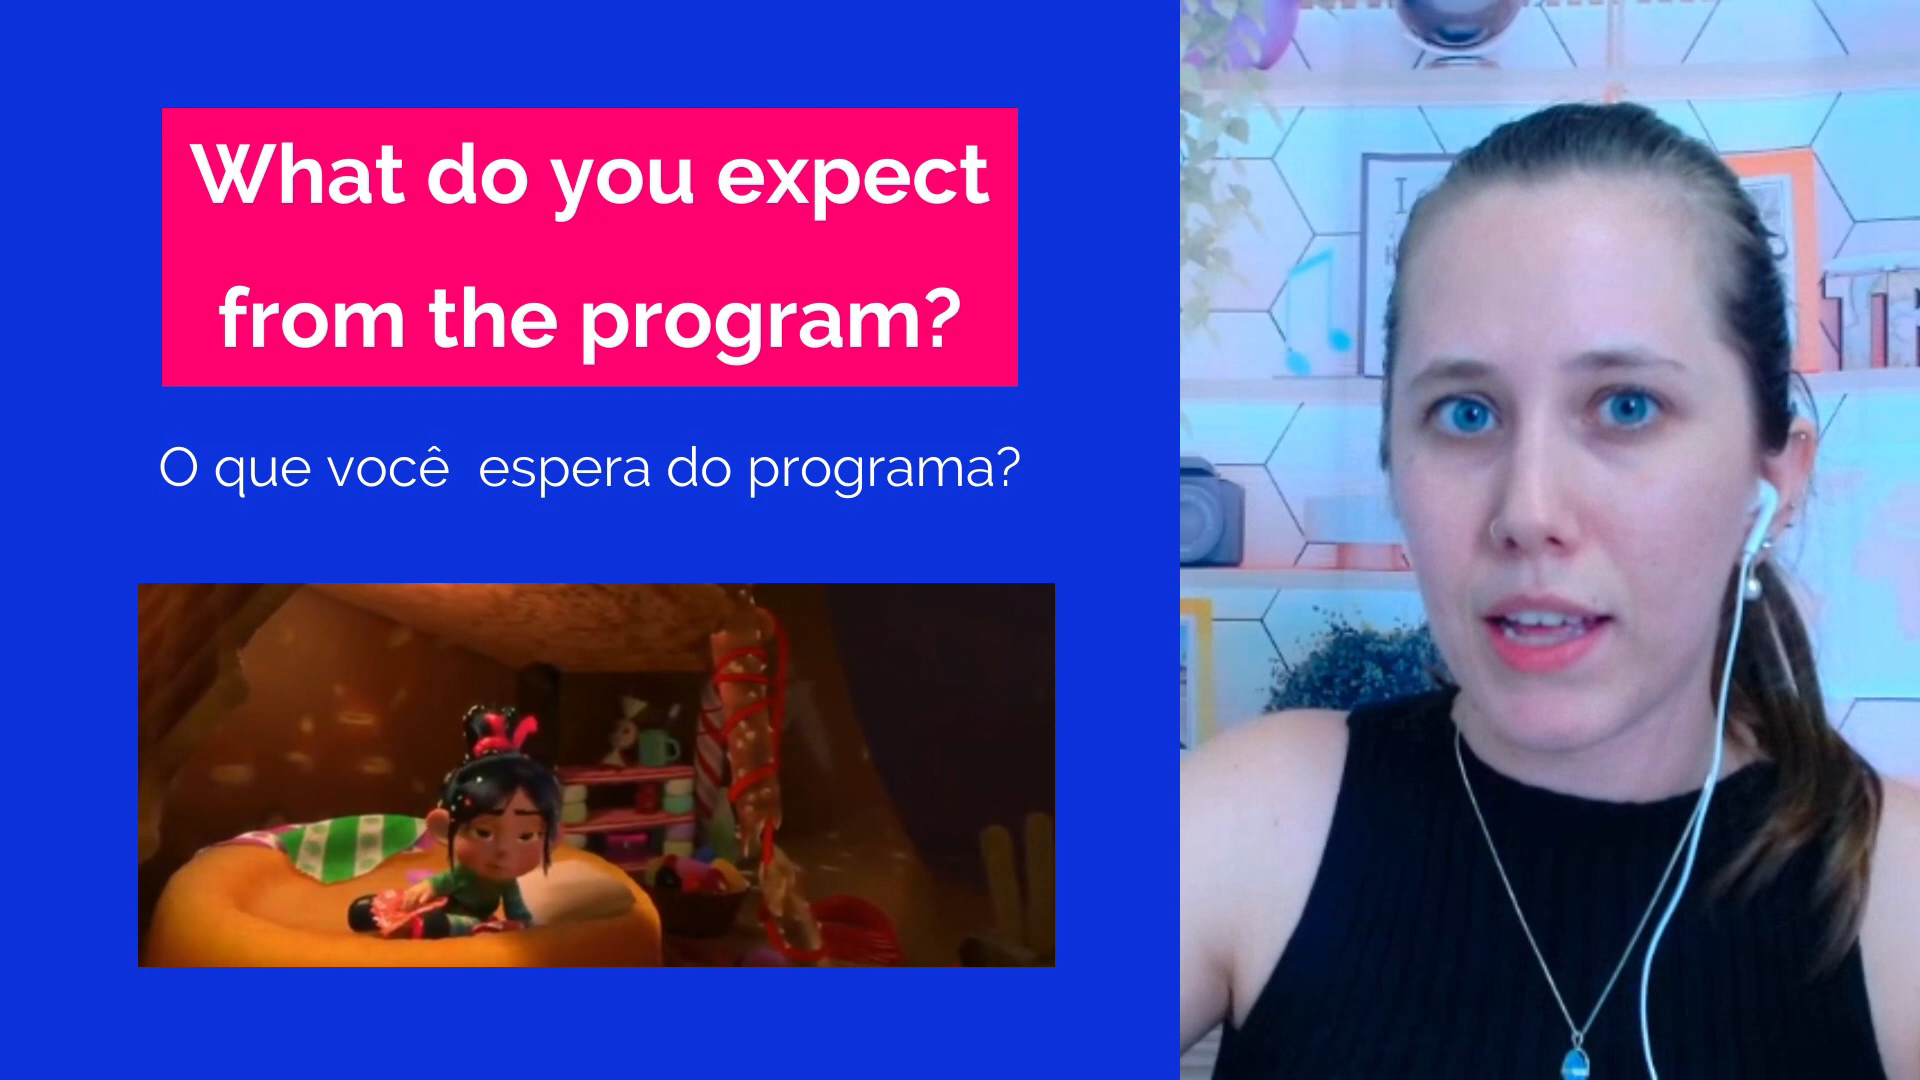 What do you expect
from the program?
O que você  espera do programa?